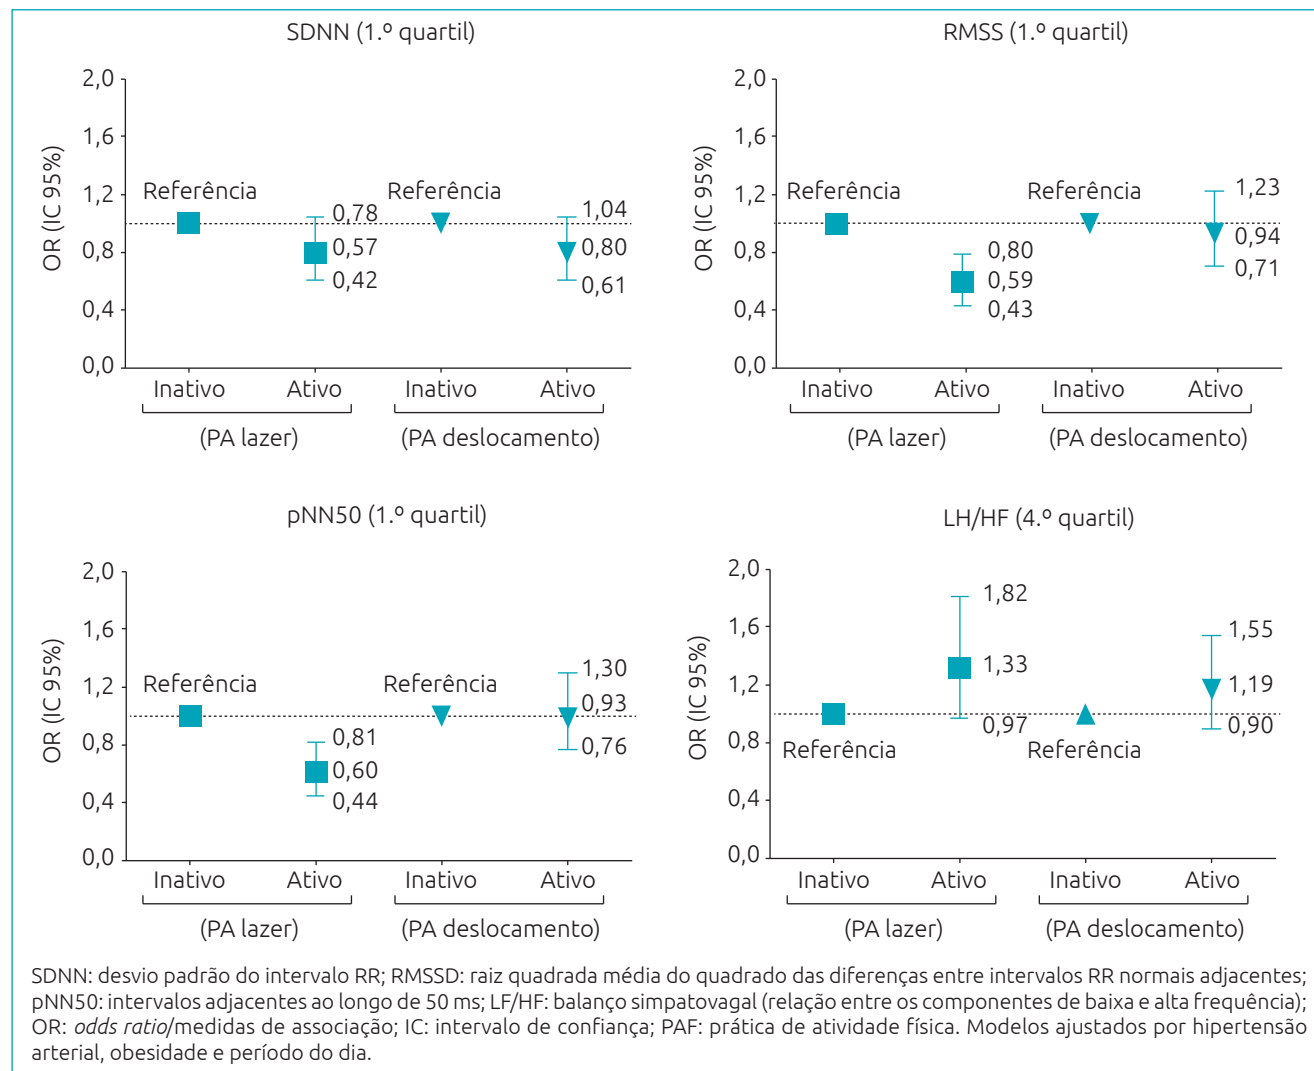 SDNN (1.º quartil)
OR (IC 95%)
2,0
1,6
1,2
0,8
0,4
0,0
Referência
Referência
0,78
0,57
0,42
1,04
0,80
0,61
Inativo Ativo Inativo Ativo
(PA lazer) (PA deslocamento)
RMSS (1.º quartil)
OR (IC 95%)
2,0
1,6
1,2
0,8
0,4
0,0
Referência
Referência
0,80
0,59
0,43
1,23
0,94
0,71
Inativo Ativo Inativo Ativo
(PA lazer) (PA deslocamento)
pNN50 (1.º quartil)
OR (IC 95%)
2,0
1,6
1,2
0,8
0,4
0,0
Referência
Referência
0,81
0,60
0,44
1,30
0,93
0,76
Inativo Ativo Inativo Ativo
(PA lazer) (PA deslocamento)
LH/HF (4.º quartil)
OR (IC 95%)
2,0
1,6
1,2
0,8
0,4
0,0
Referência
Referência
1,82
1,33
0,97
1,55
1,19
0,90
Inativo Ativo Inativo Ativo
(PA lazer) (PA deslocamento)
SDNN: desvio padrão do intervalo RR; RMSSD: raiz quadrada média do quadrado das diferenças entre intervalos RR normais adjacentes;
pNN50: intervalos adjacentes ao longo de 50 ms; LF/HF: balanço simpatovagal (relação entre os componentes de baixa e alta frequência);
OR: odds ratio/medidas de associação; IC: intervalo de confiança; PAF: prática de atividade física. Modelos ajustados por hipertensão
arterial, obesidade e período do dia.